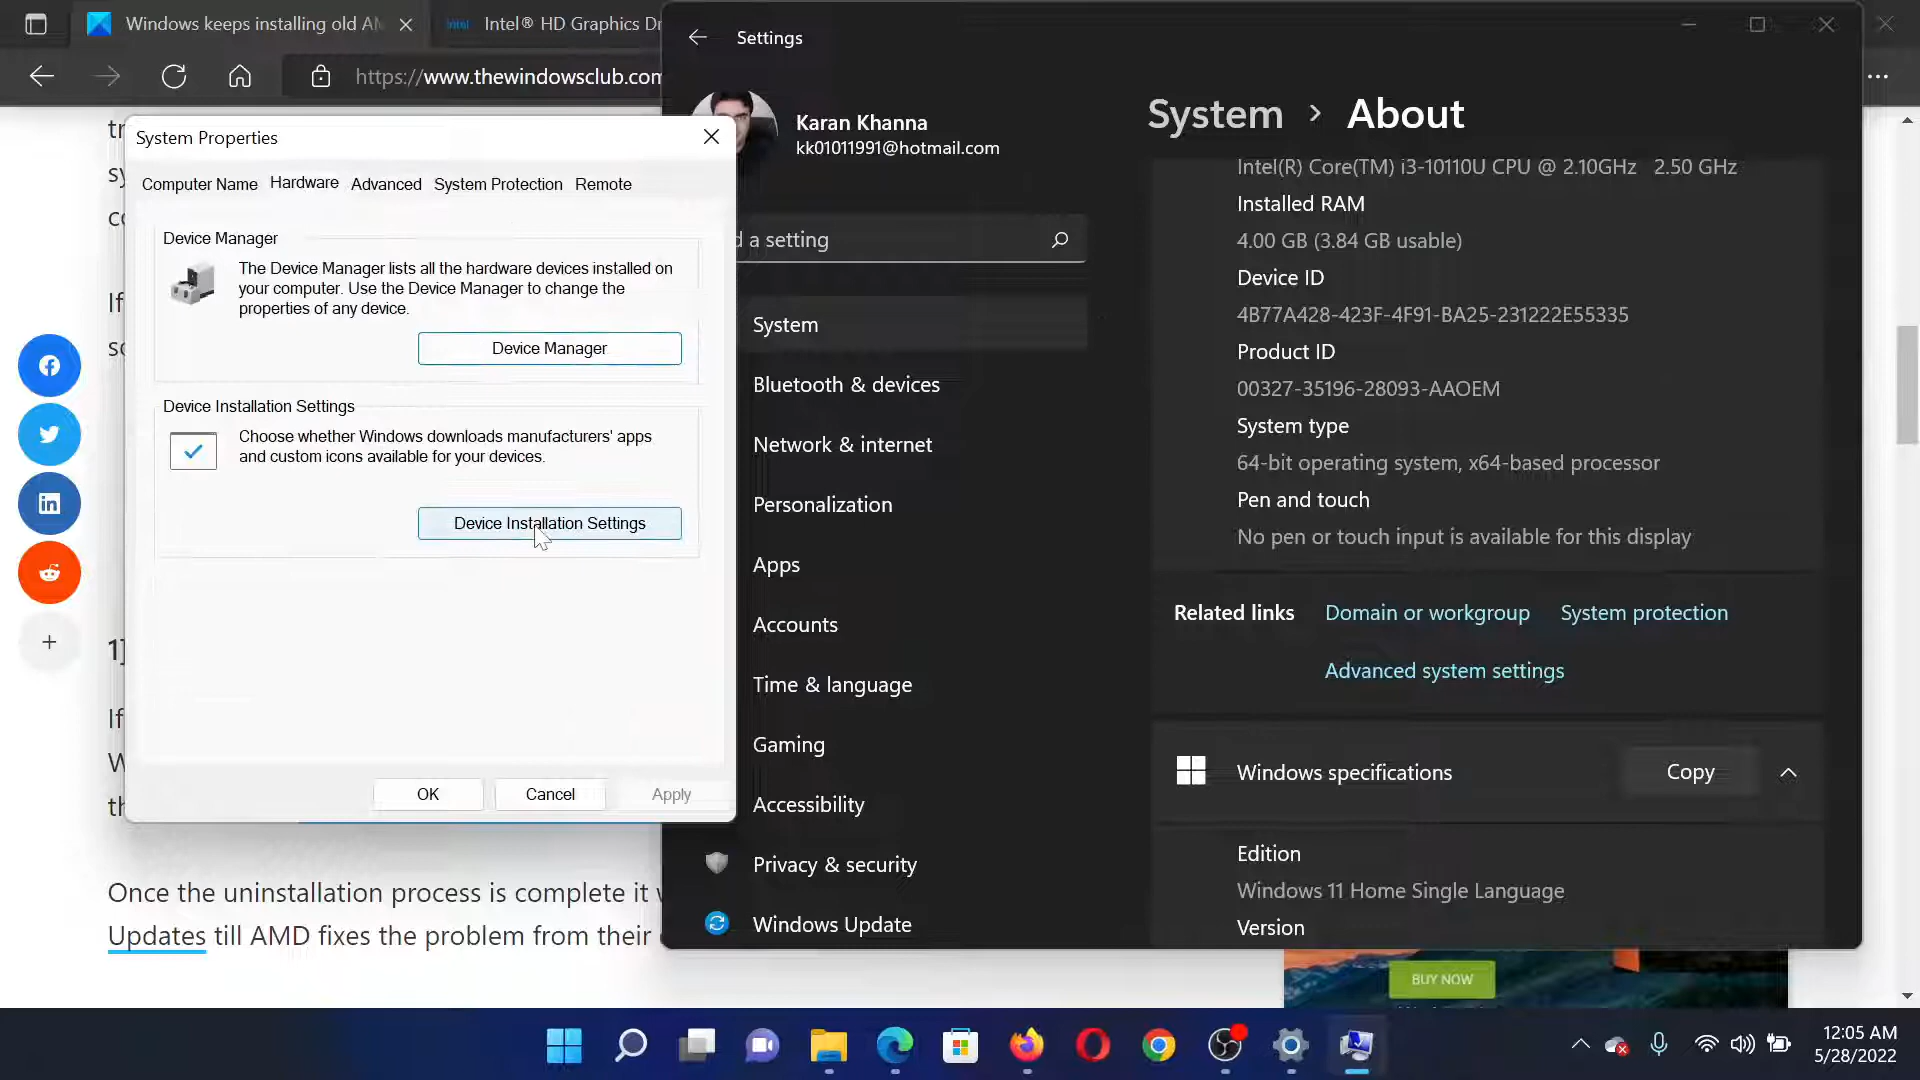 Windows keeps installing old AM
intel
Intel® HD Graphics Dr
https://www.thewindowsclub.com
If
1]
If
Once the uninstallation process is complete it w
Updates till AMD fixes the problem from their
System Properties
Computer Name
Hardware
Advanced
System Protection
Remote
Device Manager
The Device Manager lists all the hardware devices installed on
your computer. Use the Device Manager to change the
properties of any device.
Device Manager
Device Installation Settings
Choose whether Windows downloads manufacturers' apps
and custom icons available for your devices.
Device Installation Settings
OK
Cancel
Apply
Settings
Karan Khanna
kk01011991@hotmail.com
d a setting
System
Bluetooth & devices
Network & internet
Personalization
Apps
Accounts
Time & language
Gaming
Accessibility
Privacy & security
Windows Update
System > About
Intel(R) Core(TM) i3-10110U CPU @ 2.10GHz 2.50 GHz
Installed RAM
4.00 GB (3.84 GB usable)
Device ID
4B77A428-423F-4F91-BA25-231222E55335
Product ID
00327-35196-28093-AAOEM
System type
64-bit operating system, x64-based processor
Pen and touch
No pen or touch input is available for this display
Related links
Domain or workgroup
System protection
Advanced system settings
Windows specifications
Copy
Edition
Windows 11 Home Single Language
Version
BUY NOW
12:05 AM
5/28/2022